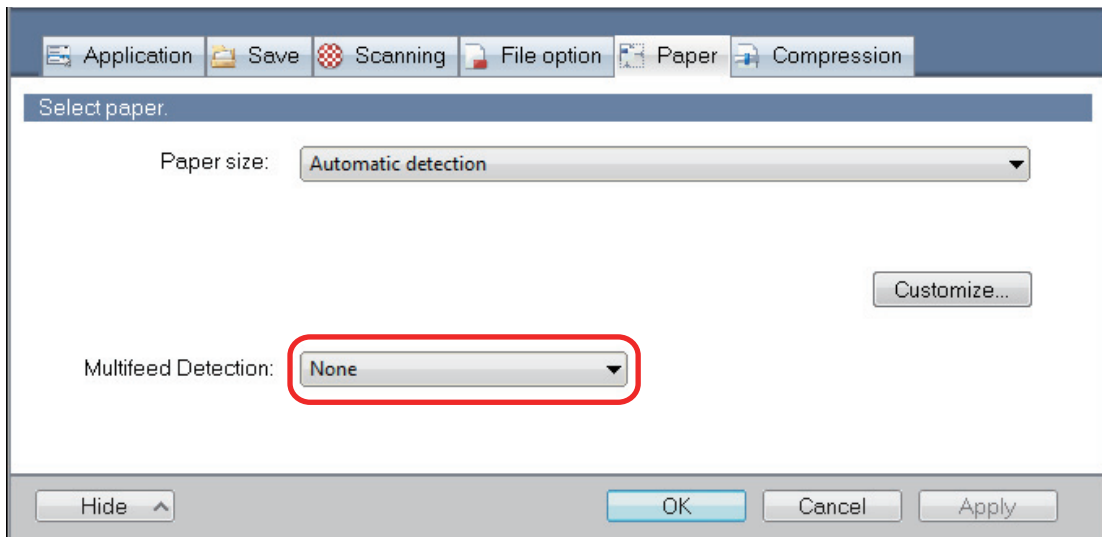 Application Save Scanning File option Paper Compression
Select paper.
Paper size: Automatic detection
Customize...
Multifeed Detection: None
Hide OK Cancel Apply